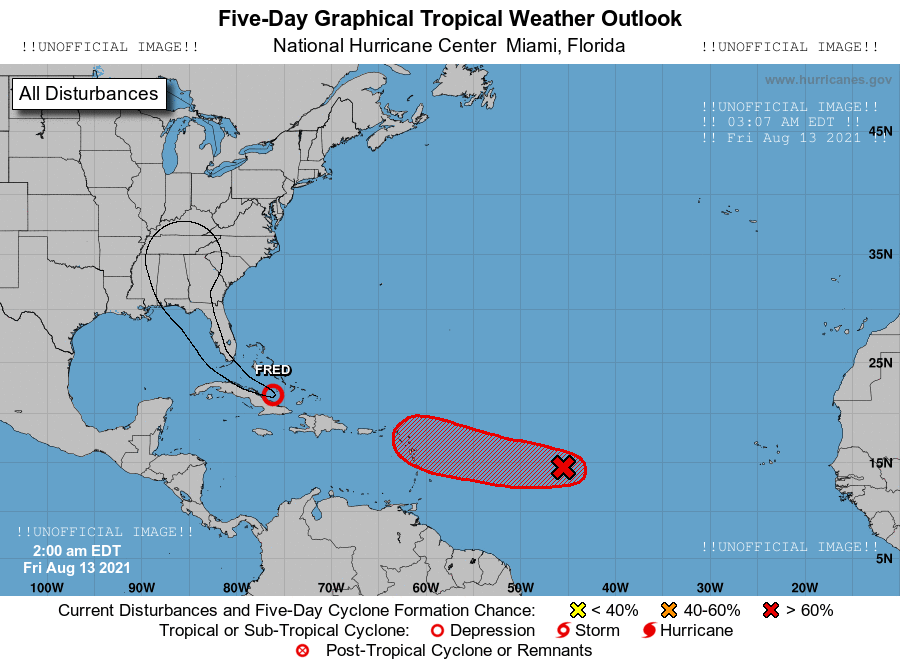 Five-Day Graphical Tropical Weather Outlook
!!UNOFFICIAL IMAGE!! National Hurricane Center Miami, Florida !!UNOFFICIAL IMAGE!!
All Disturbances
www.hurricanes.gov
!!UNOFFICIAL IMAGE!!
!! 03:07 AM EDT !!
!! Fri Aug 13 2021 !!
45N
35N
FRED
25N
15N
!!UNOFFICIAL IMAGE!!
!!UNOFFICIAL IMAGE!!
2:00 am EDT
Fri Aug 13 2021
5N
100W 90W 80W 70W 60W 50W 40W 30W 20W
Current Disturbances and Five-Day Cyclone Formation Chance: < 40% 40-60% > 60%
Tropical or Sub-Tropical Cyclone: Depression Storm Hurricane
Post-Tropical Cyclone or Remnants